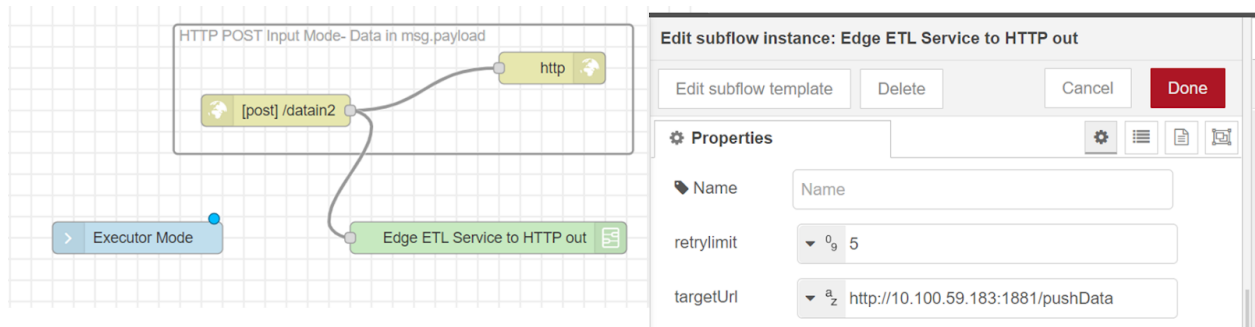 HTTP POST Input Mode- Data in msg.payload
http
[post] /datain2
Executor Mode
Edge ETL Service to HTTP out
Edit subflow instance: Edge ETL Service to HTTP out
Edit subflow template
Delete
Cancel
Done
Properties
Name
Name
retrylimit
0
9
5
targetUrl
a
z
http://10.100.59.183:1881/pushData